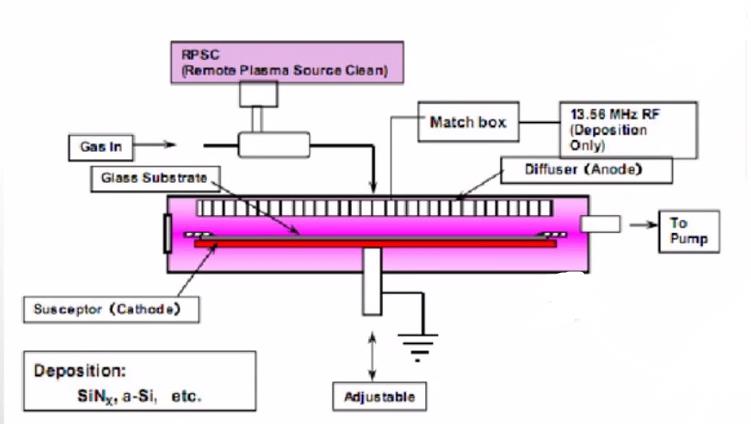 RPSC
(Remote Plasma Source Clean)
Match box
13.56 MHz RF
(Deposition
Only)
Gas In
Glass Substrate
Diffuser (Anode)
To
Pump
Susceptor (Cathode)
Deposition:
SiNx, a-Si, etc.
Adjustable